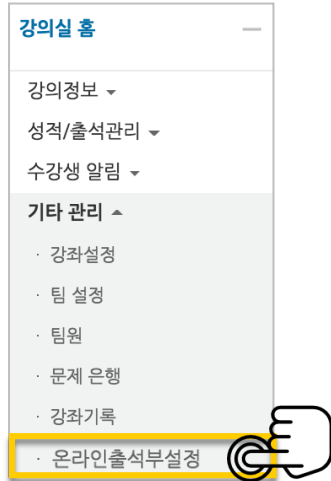 강의실 홈
강의정보
성적/출석관리
수강생 알림
기타 관리
· 강좌설정
· 팀 설정
· 팀원
· 문제 은행
· 강좌기록
· 온라인출석부설정